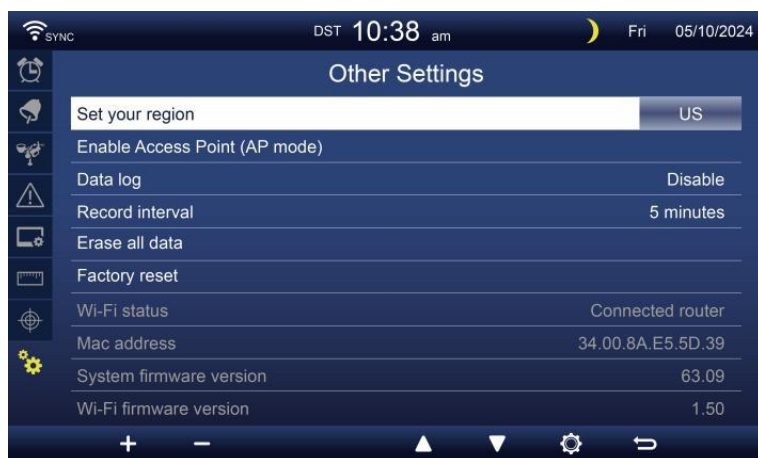 SYNC DST 10:38 am Fri 05/10/2024
Other Settings
Set your region US
Enable Access Point (AP mode)
Data log Disable
Record interval 5 minutes
Erase all data
Factory reset
Wi-Fi status Connected router
Mac address 34.00.8A.E5.5D.39
System firmware version 63.09
Wi-Fi firmware version 1.50